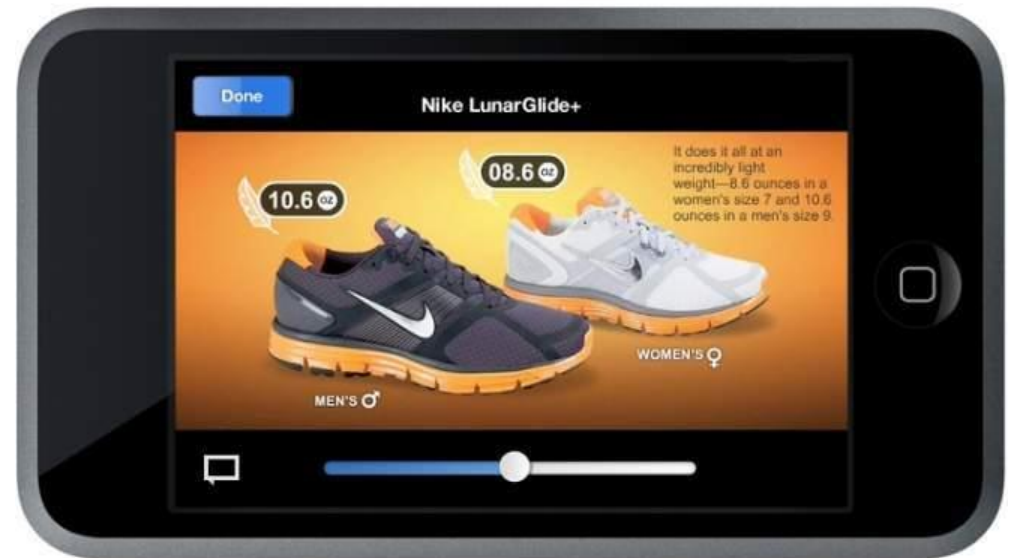 Done
Nike LunarGlide+
It does it all at an
incredibly light
weight—8.6 ounces in a
women's size 7 and 10.6
ounces in a men's size 9.
08.6 oz
10.6 oz
WOMEN'S
MEN'S